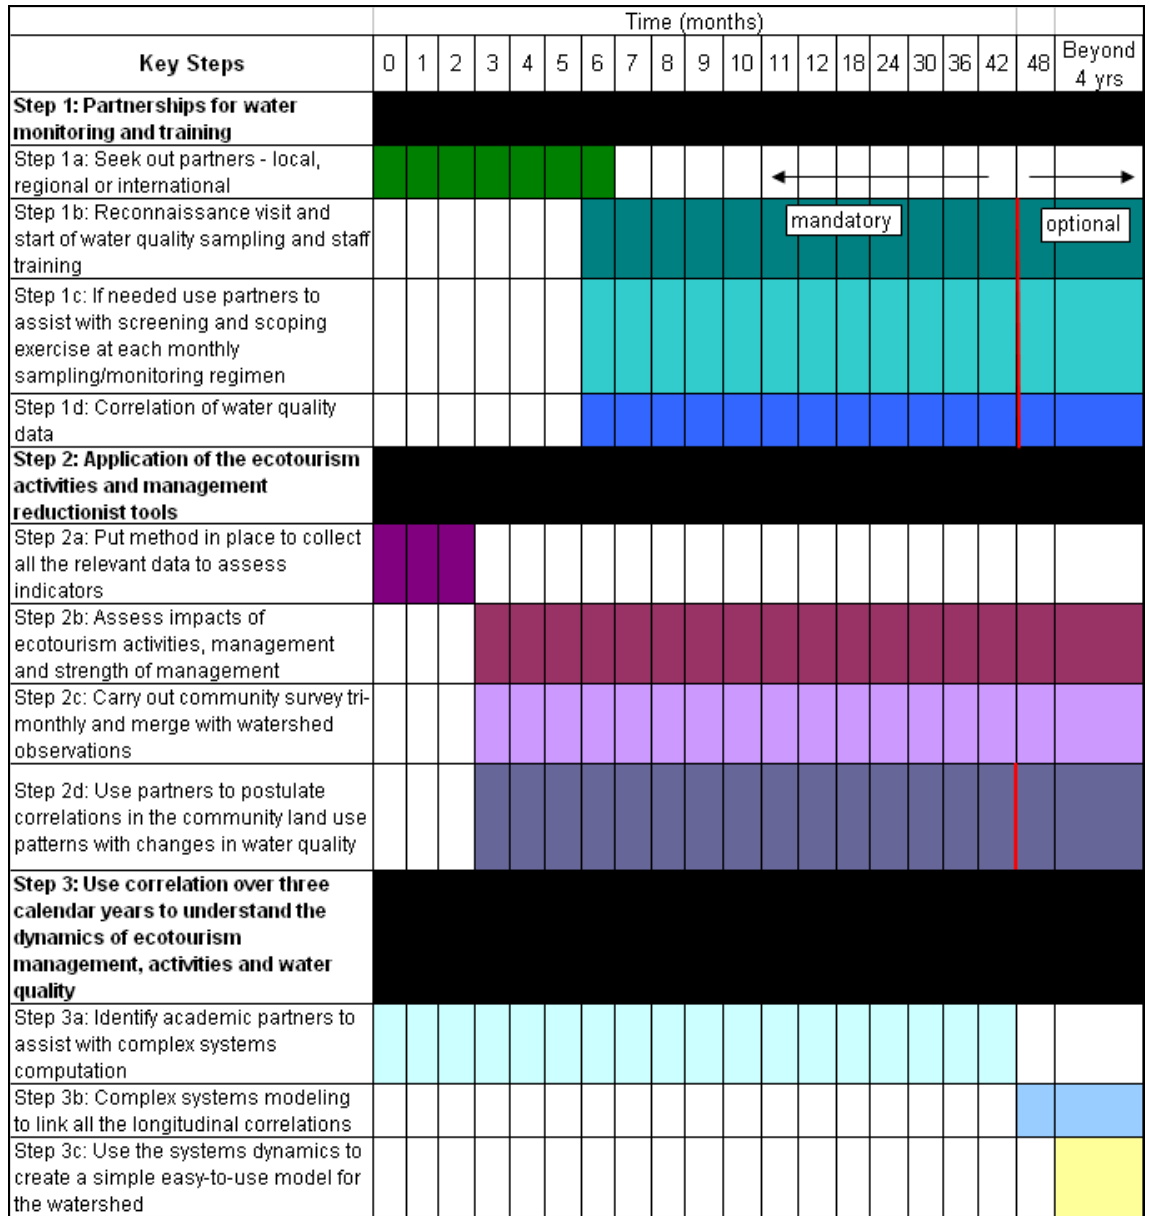 Time (months)
Key Steps 0 1 2 3 4 5 6 7 8 9 10 11 12 18 24 30 36 42 48 Beyond
4 yrs
Step 1: Partnerships for water
monitoring and training
Step 1a: Seek out partners - local,
regional or international
Step 1b: Reconnaissance visit and
start of water quality sampling and staff
training
mandatory
optional
Step 1c: If needed use partners to
assist with screening and scoping
exercise at each monthly
sampling/monitoring regimen
Step 1d: Correlation of water quality
data
Step 2: Application of the ecotourism
activities and management
reductionist tools
Step 2a: Put method in place to collect
all the relevant data to assess
indicators
Step 2b: Assess impacts of
ecotourism activities, management
and strength of management
Step 2c: Carry out community survey tri-
monthly and merge with watershed
observations
Step 2d: Use partners to postulate
correlations in the community land use
patterns with changes in water quality
Step 3: Use correlation over three
calendar years to understand the
dynamics of ecotourism
management, activities and water
quality
Step 3a: Identify academic partners to
assist with complex systems
computation
Step 3b: Complex systems modeling
to link all the longitudinal correlations
Step 3c: Use the systems dynamics to
create a simple easy-to-use model for
the watershed